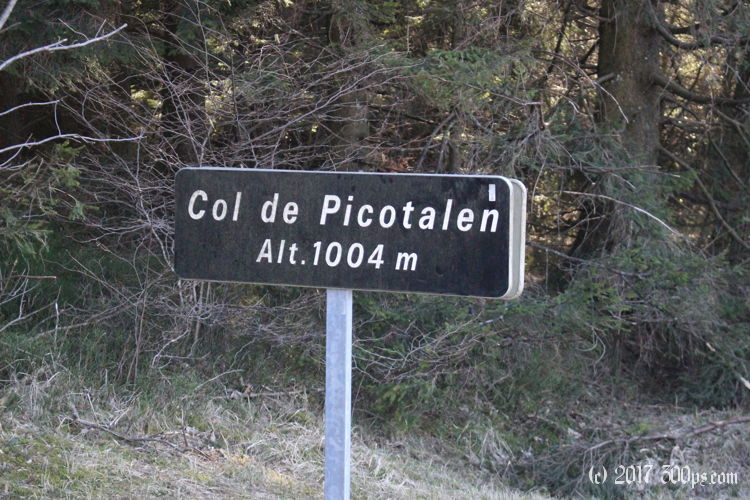 Col de Picotalen
Alt.1004 m
(c) 2017 300ps.com